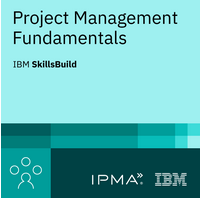 Project Management
Fundamentals
IBM SkillsBuild
IPMA®
IBM